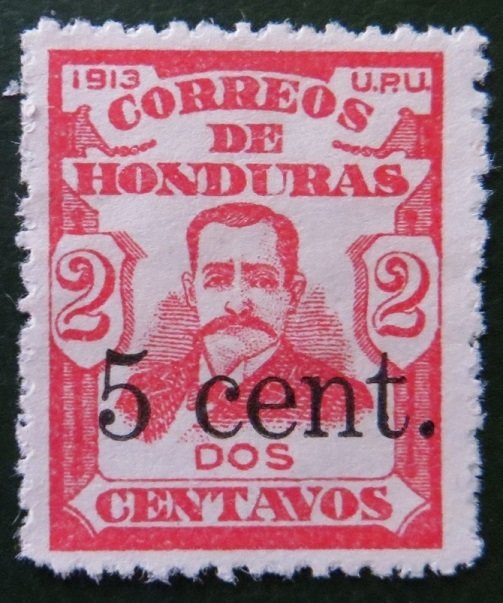 1913 U.P.U.
CORREOS
DE
HONDURAS
2 2
5 cent.
DOS
CENTAVOS